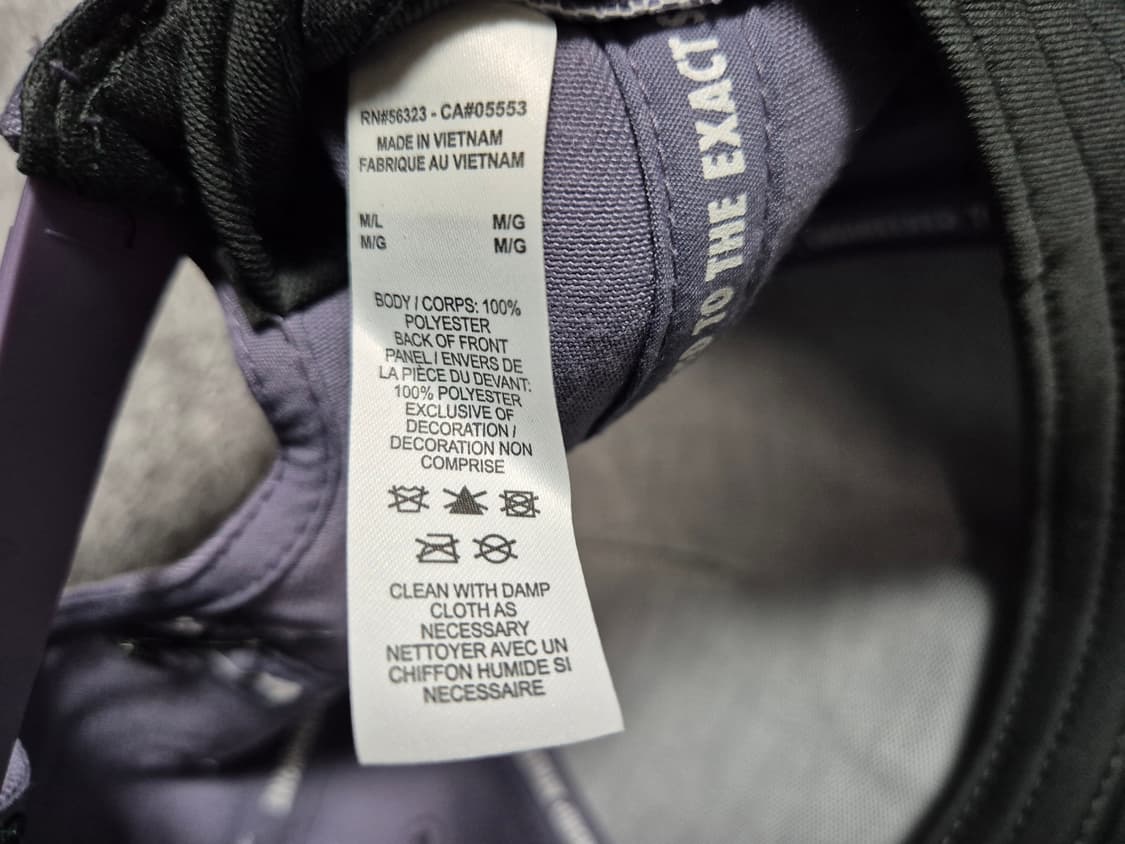 RN#56323 - CA#05553
MADE IN VIETNAM
FABRIQUE AU VIETNAM
M/L M/G
M/G M/G
BODY / CORPS: 100%
POLYESTER
BACK OF FRONT
PANEL / ENVERS DE
LA PIÈCE DU DEVANT:
100% POLYESTER
EXCLUSIVE OF
DECORATION /
DECORATION NON
COMPRISE
CLEAN WITH DAMP
CLOTH AS
NECESSARY
NETTOYER AVEC UN
CHIFFON HUMIDE SI
NECESSAIRE
TO THE EXACT